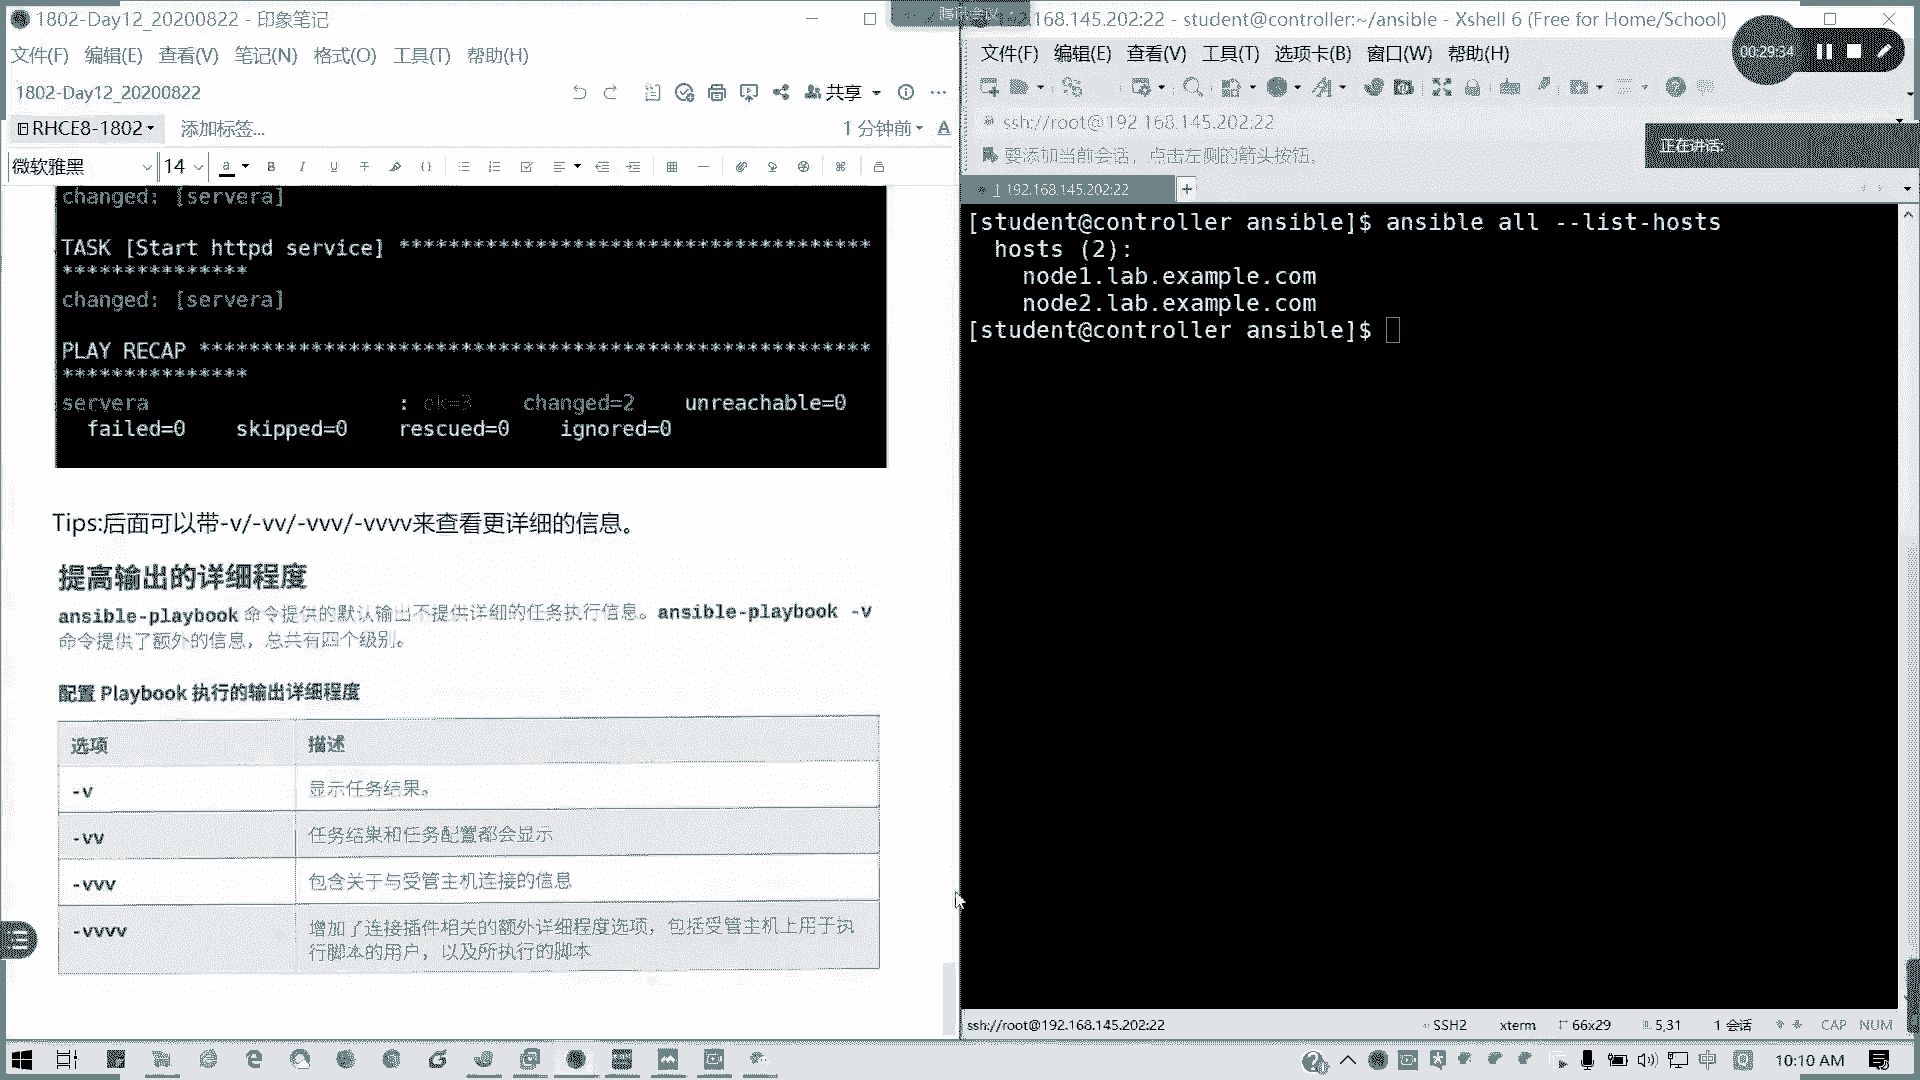 1802-Day12_20200822 - 印象笔记
文件(F) 编辑(E) 查看(V) 笔记(N) 格式(O) 工具(T) 帮助(H)
1802-Day12_20200822
共享
RHCE8-1802
添加标签...
1 分钟前
微软雅黑
14
changed: [servera]
TASK [Start httpd service] **************************************
***************
changed: [servera]
PLAY RECAP ******************************************************
***************
servera : ok=3 changed=2 unreachable=0
failed=0 skipped=0 rescued=0 ignored=0
Tips:后面可以带-v/-vv/-vvv/-vvvv来查看更详细的信息。
提高输出的详细程度
ansible-playbook 命令提供的默认输出不提供详细的任务执行信息。ansible-playbook -v
命令提供了额外的信息，总共有四个级别。
配置 Playbook 执行的输出详细程度
选项 描述
-v 显示任务结果。
-vv 任务结果和任务配置都会显示
-vvv 包含关于与受管主机连接的信息
-vvvv 增加了连接插件相关的额外详细程度选项，包括受管主机上用于执
行脚本的用户，以及所执行的脚本
腾讯会议
168.145.202:22 - student@controller:~/ansible - Xshell 6 (Free for Home/School)
文件(F) 编辑(E) 查看(V) 工具(T) 选项卡(B) 窗口(W) 帮助(H)
00:29:34
ssh://root@192.168.145.202:22
要添加当前会话，点击左侧的箭头按钮。
正在讲话:
1 192.168.145.202:22
[student@controller ansible]$ ansible all --list-hosts
hosts (2):
node1.lab.example.com
node2.lab.example.com
[student@controller ansible]$
ssh://root@192.168.145.202:22
SSH2
xterm
66x29
5,31
1 会话
CAP NUM
中
10:10 AM